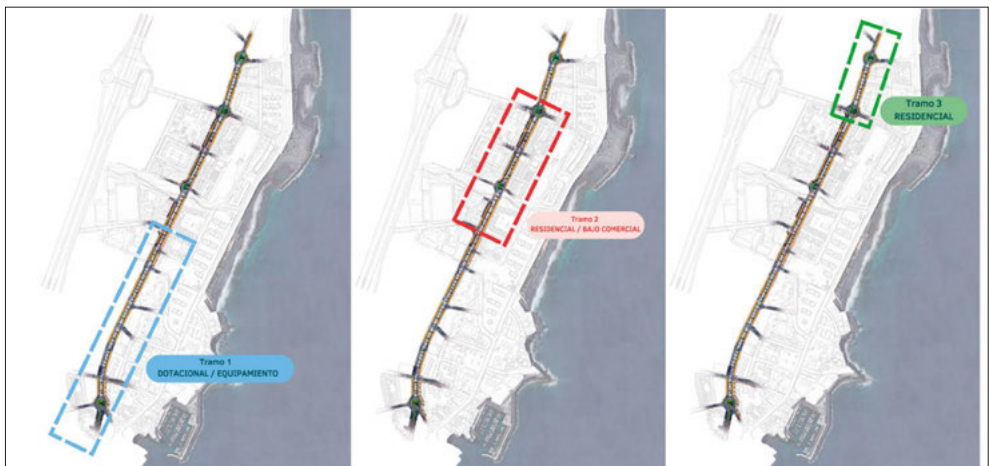 Tramo 1
DOTACIONAL / EQUIPAMIENTO
Tramo 2
RESIDENCIAL / BAJO COMERCIAL
Tramo 3
RESIDENCIAL